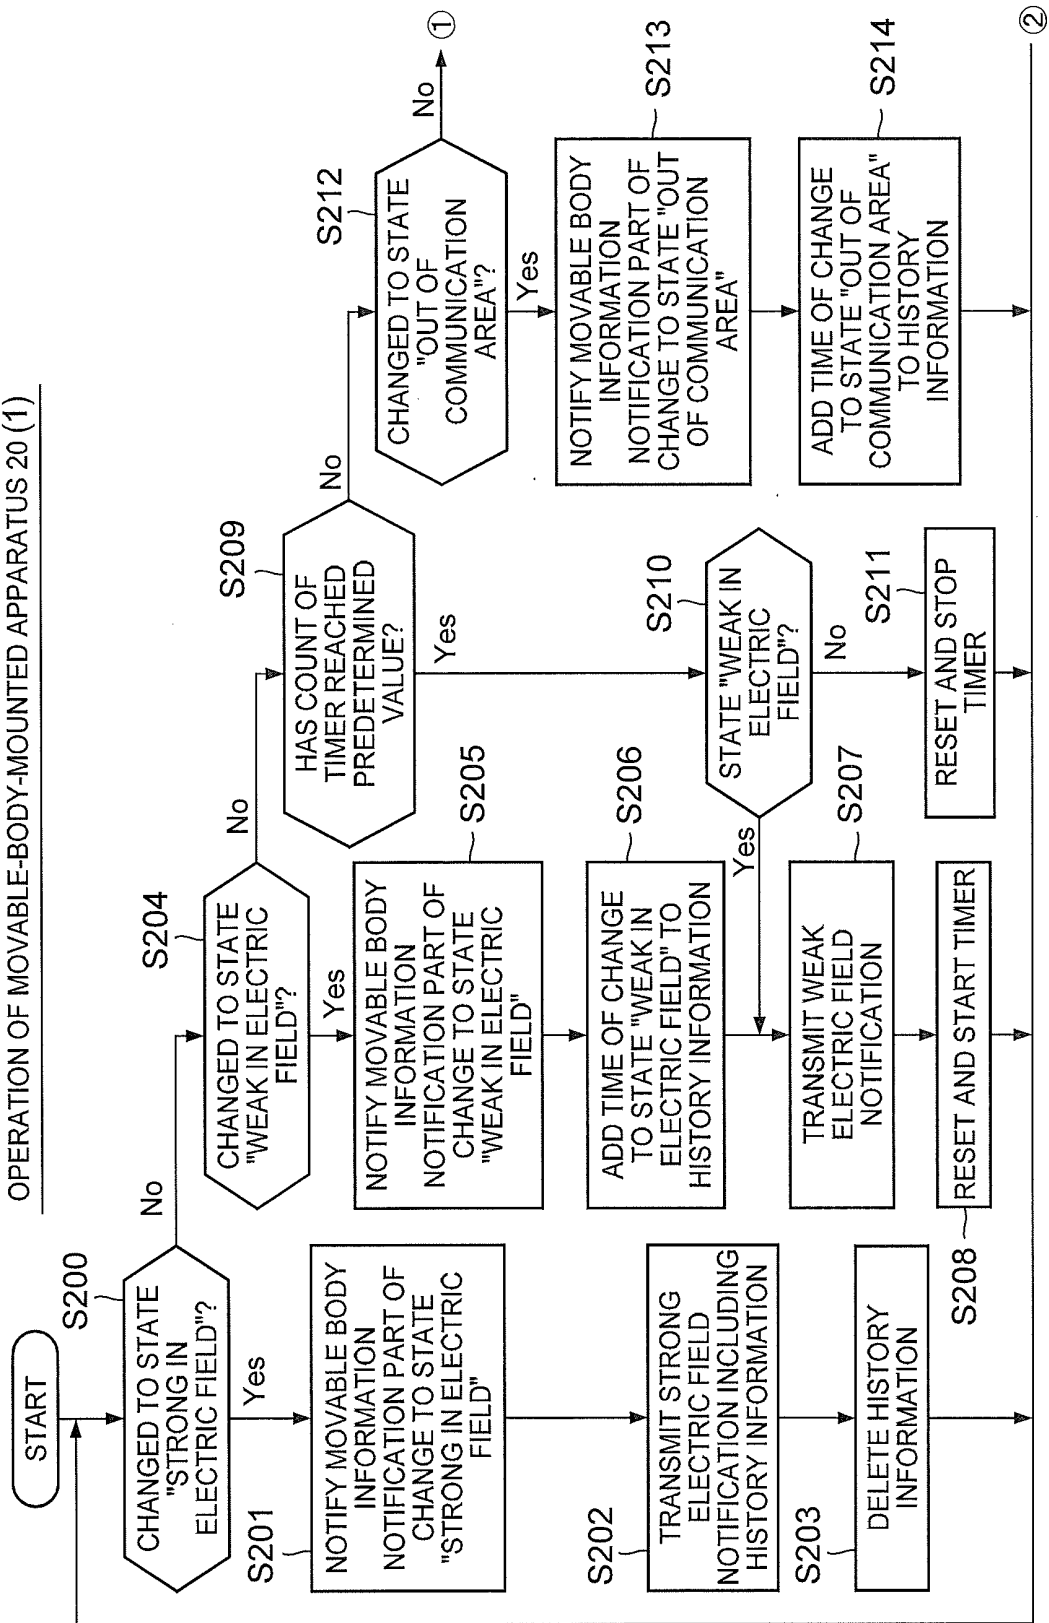 OPERATION OF MOVABLE-BODY-MOUNTED APPARATUS 20 (1)
START
S200
CHANGED TO STATE
"STRONG IN
ELECTRIC FIELD"?
No
Yes
S201
NOTIFY MOVABLE BODY
INFORMATION
NOTIFICATION PART OF
CHANGE TO STATE
"STRONG IN ELECTRIC
FIELD"
S202
TRANSMIT STRONG
ELECTRIC FIELD
NOTIFICATION INCLUDING
HISTORY INFORMATION
S203
DELETE HISTORY
INFORMATION
S204
CHANGED TO STATE
"WEAK IN ELECTRIC
FIELD"?
No
Yes
S205
NOTIFY MOVABLE BODY
INFORMATION
NOTIFICATION PART OF
CHANGE TO STATE
"WEAK IN ELECTRIC
FIELD"
S206
ADD TIME OF CHANGE
TO STATE "WEAK IN
ELECTRIC FIELD" TO
HISTORY INFORMATION
S207
TRANSMIT WEAK
ELECTRIC FIELD
NOTIFICATION
S208
RESET AND START TIMER
S209
HAS COUNT OF
TIMER REACHED
PREDETERMINED
VALUE?
No
Yes
S210
STATE "WEAK IN
ELECTRIC
FIELD"?
Yes
No
S211
RESET AND STOP
TIMER
S212
CHANGED TO STATE
"OUT OF
COMMUNICATION
AREA"?
No
①
Yes
S213
NOTIFY MOVABLE BODY
INFORMATION
NOTIFICATION PART OF
CHANGE TO STATE "OUT
OF COMMUNICATION
AREA"
S214
ADD TIME OF CHANGE
TO STATE "OUT OF
COMMUNICATION AREA"
TO HISTORY
INFORMATION
②